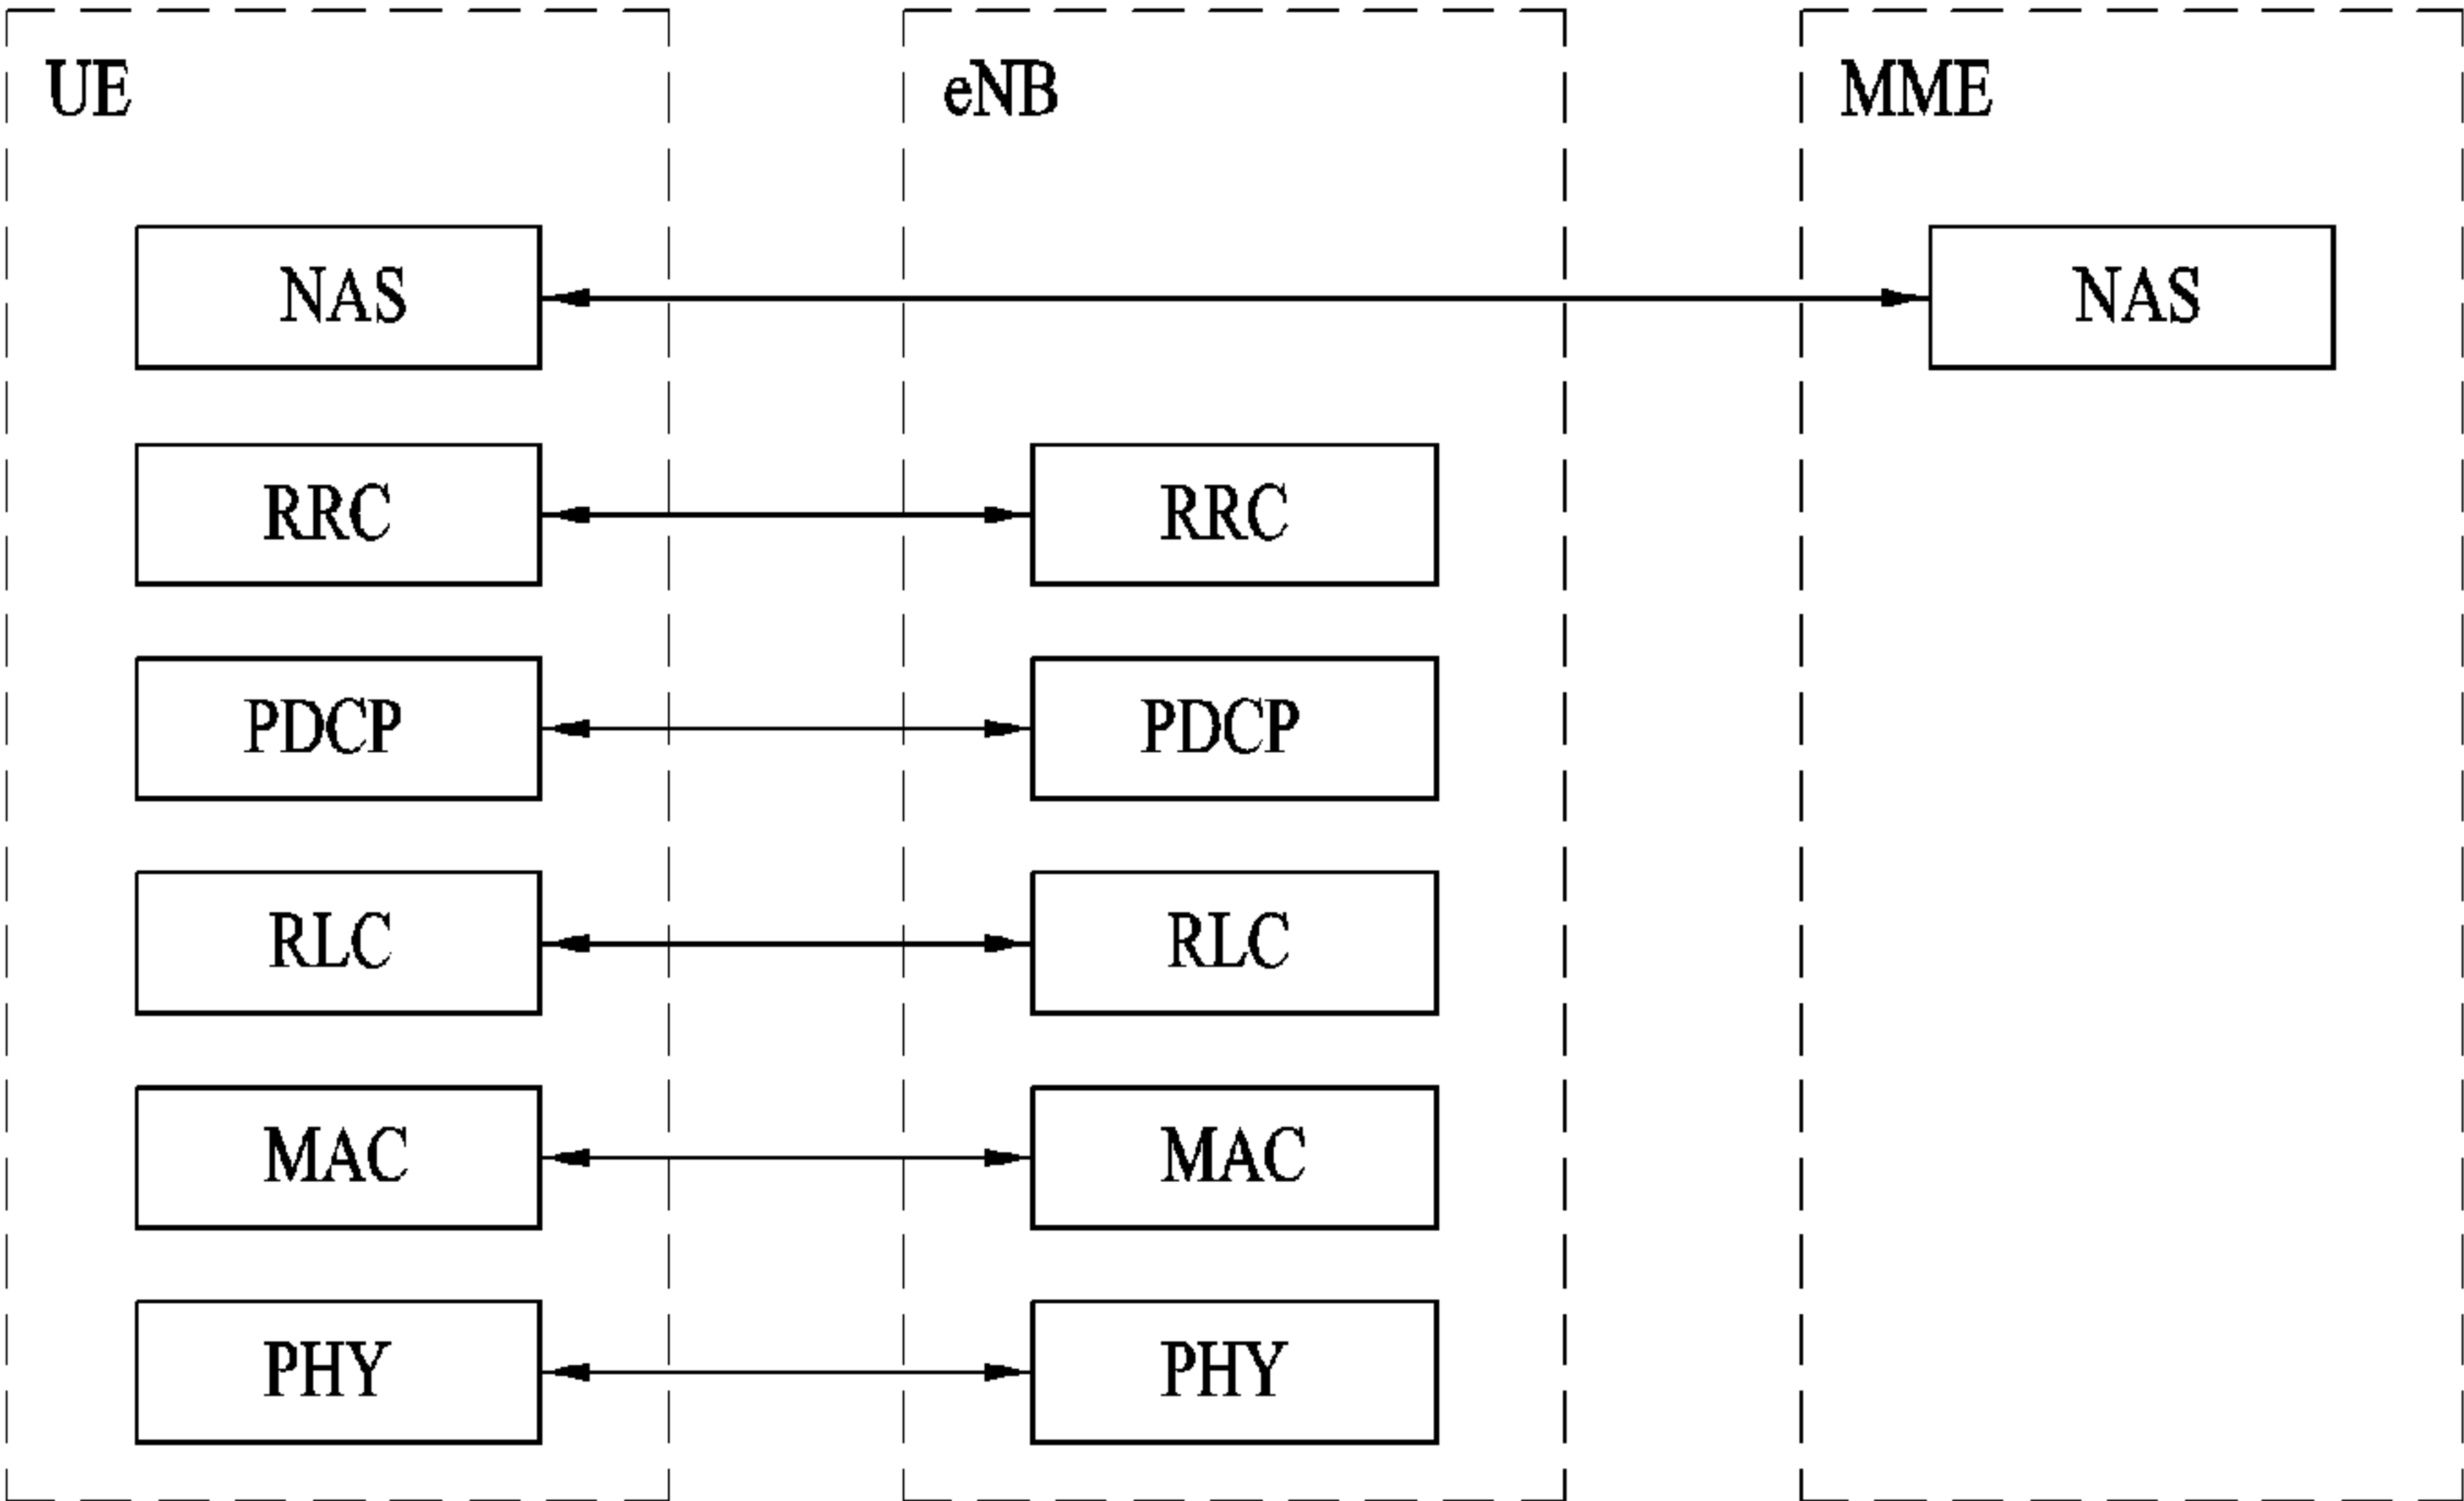 UE
eNB
MME
NAS
NAS
RRC
RRC
PDCP
PDCP
RLC
RLC
MAC
MAC
PHY
PHY